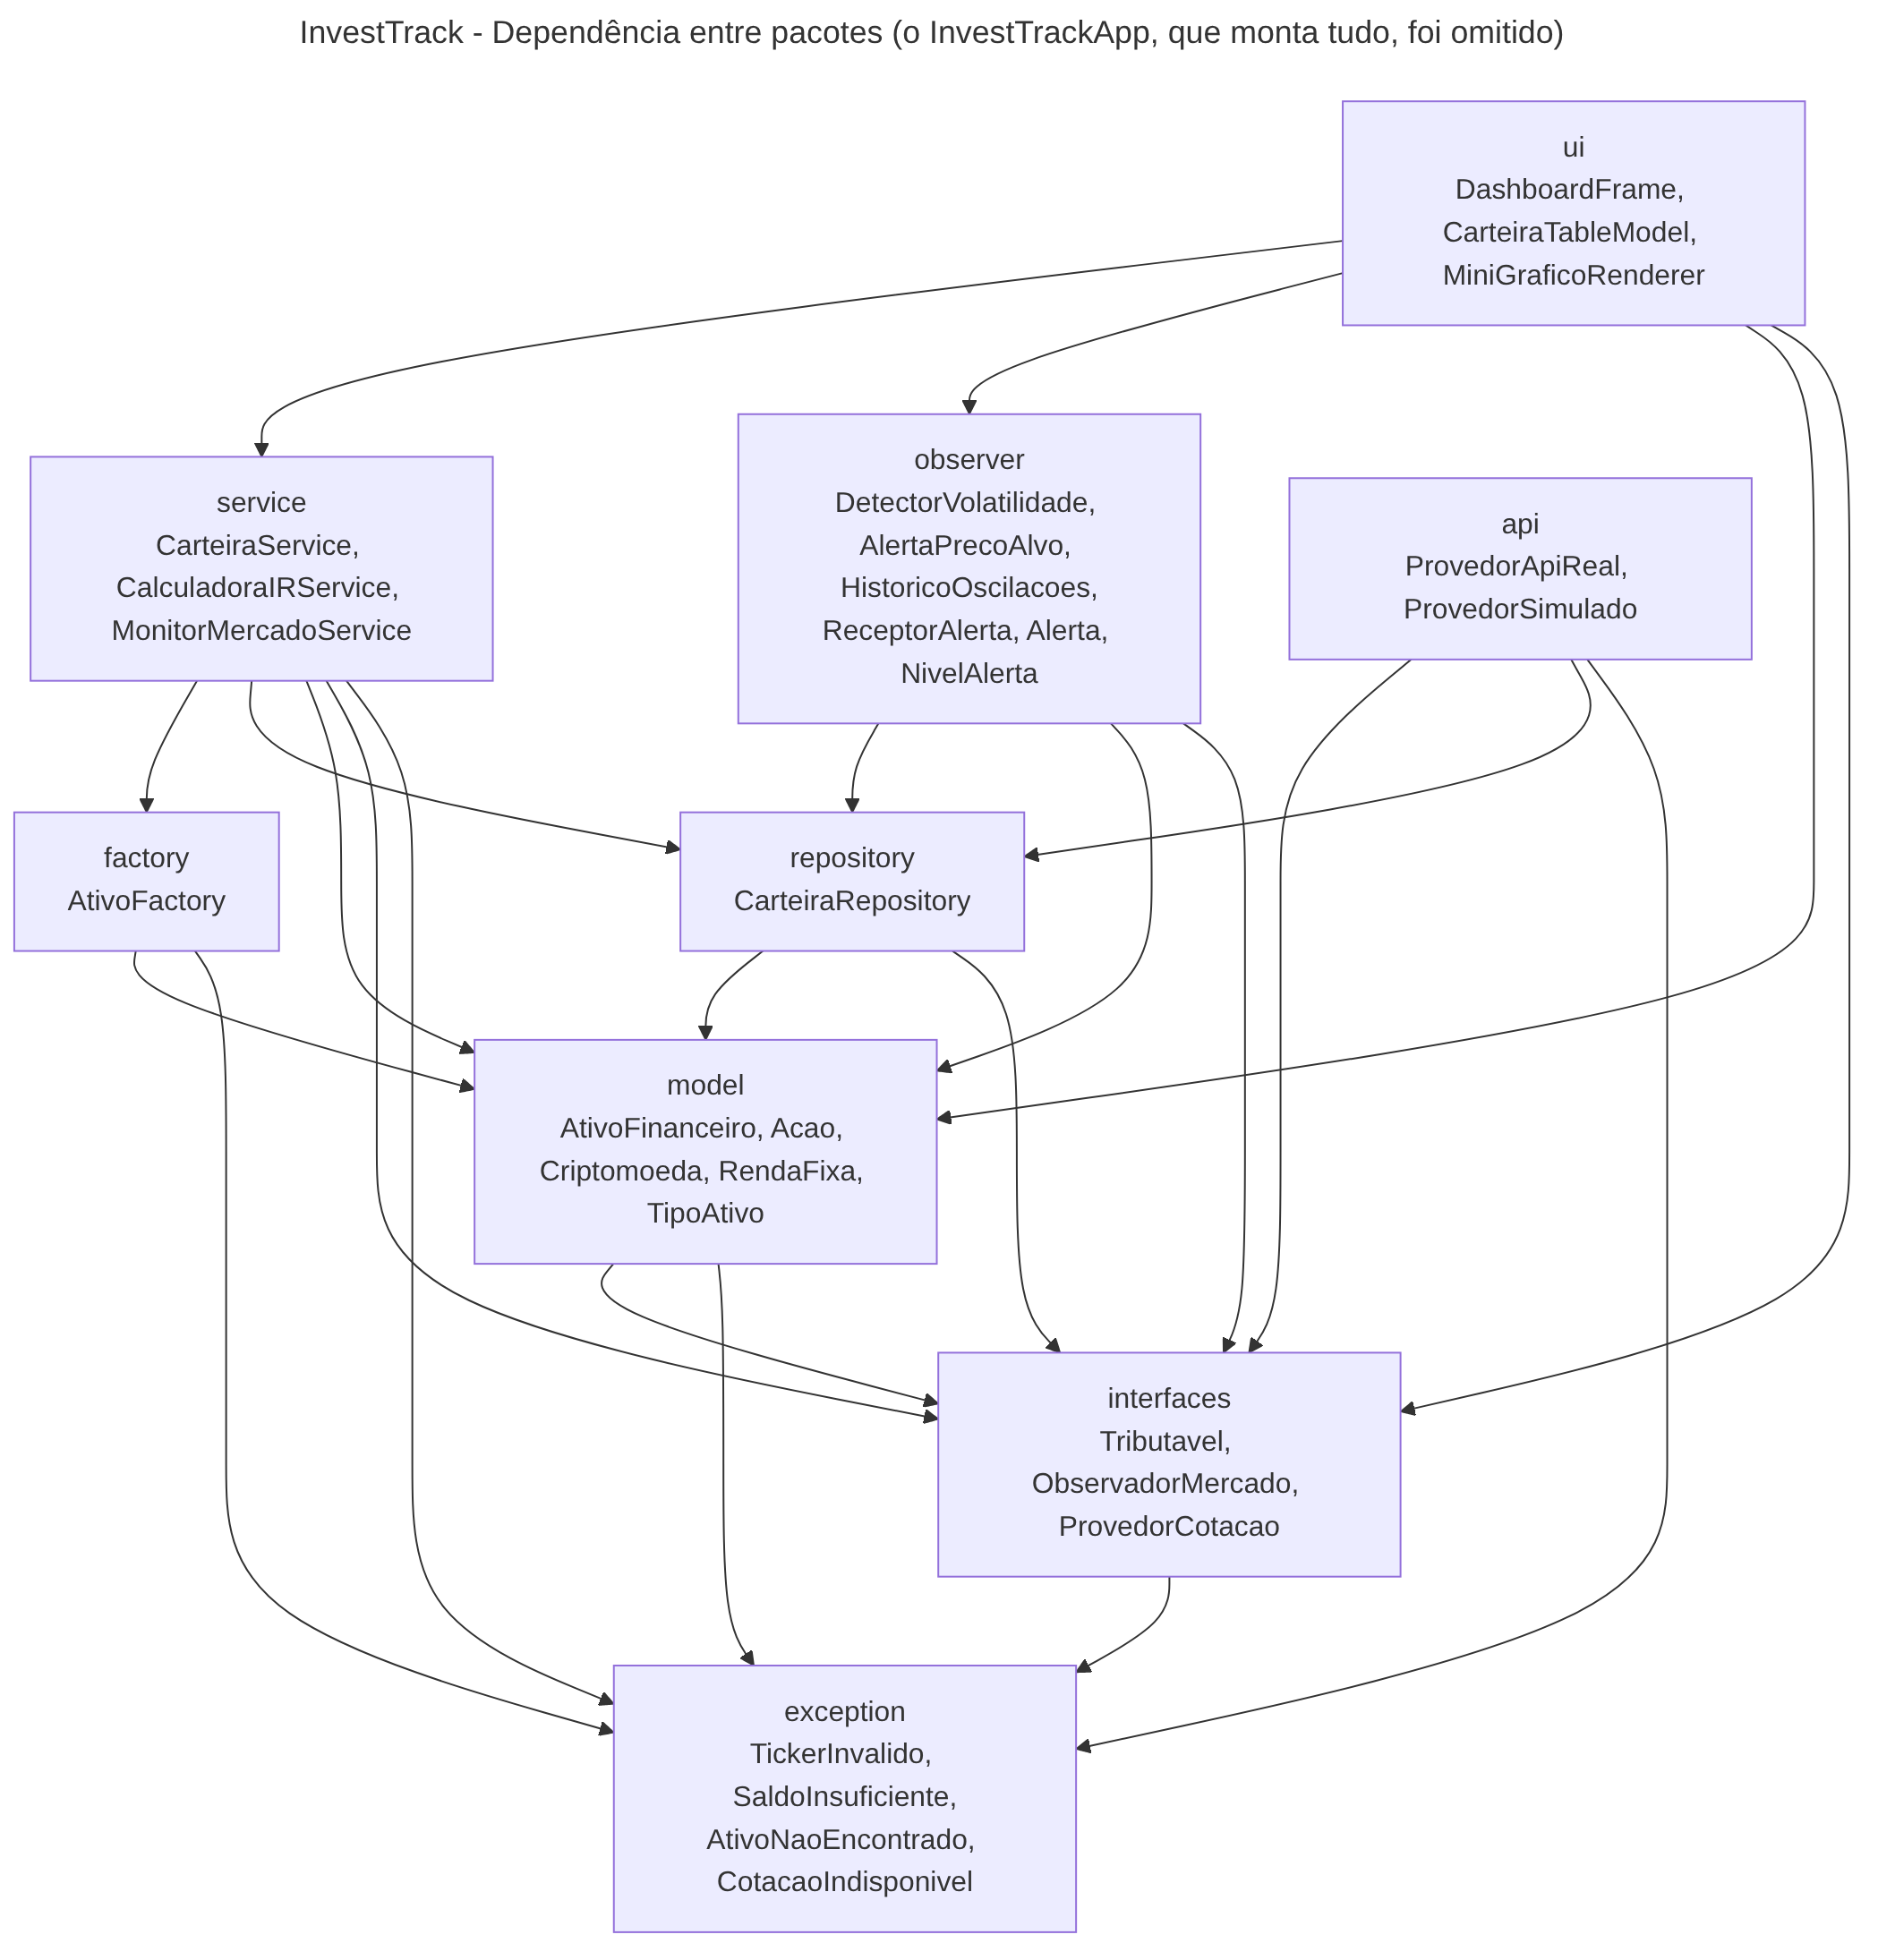 InvestTrack - Dependência entre pacotes (o InvestTrackApp, que monta tudo, foi omitido)
ui
DashboardFrame,
CarteiraTableModel,
MiniGraficoRenderer
service
CarteiraService,
CalculadoraIRService,
MonitorMercadoService
observer
DetectorVolatilidade,
AlertaPrecoAlvo,
HistoricoOscilacoes,
ReceptorAlerta, Alerta,
NivelAlerta
api
ProvedorApiReal,
ProvedorSimulado
factory
AtivoFactory
repository
CarteiraRepository
model
AtivoFinanceiro, Acao,
Criptomoeda, RendaFixa,
TipoAtivo
interfaces
Tributavel,
ObservadorMercado,
ProvedorCotacao
exception
TickerInvalido,
SaldoInsuficiente,
AtivoNaoEncontrado,
CotacaoIndisponivel